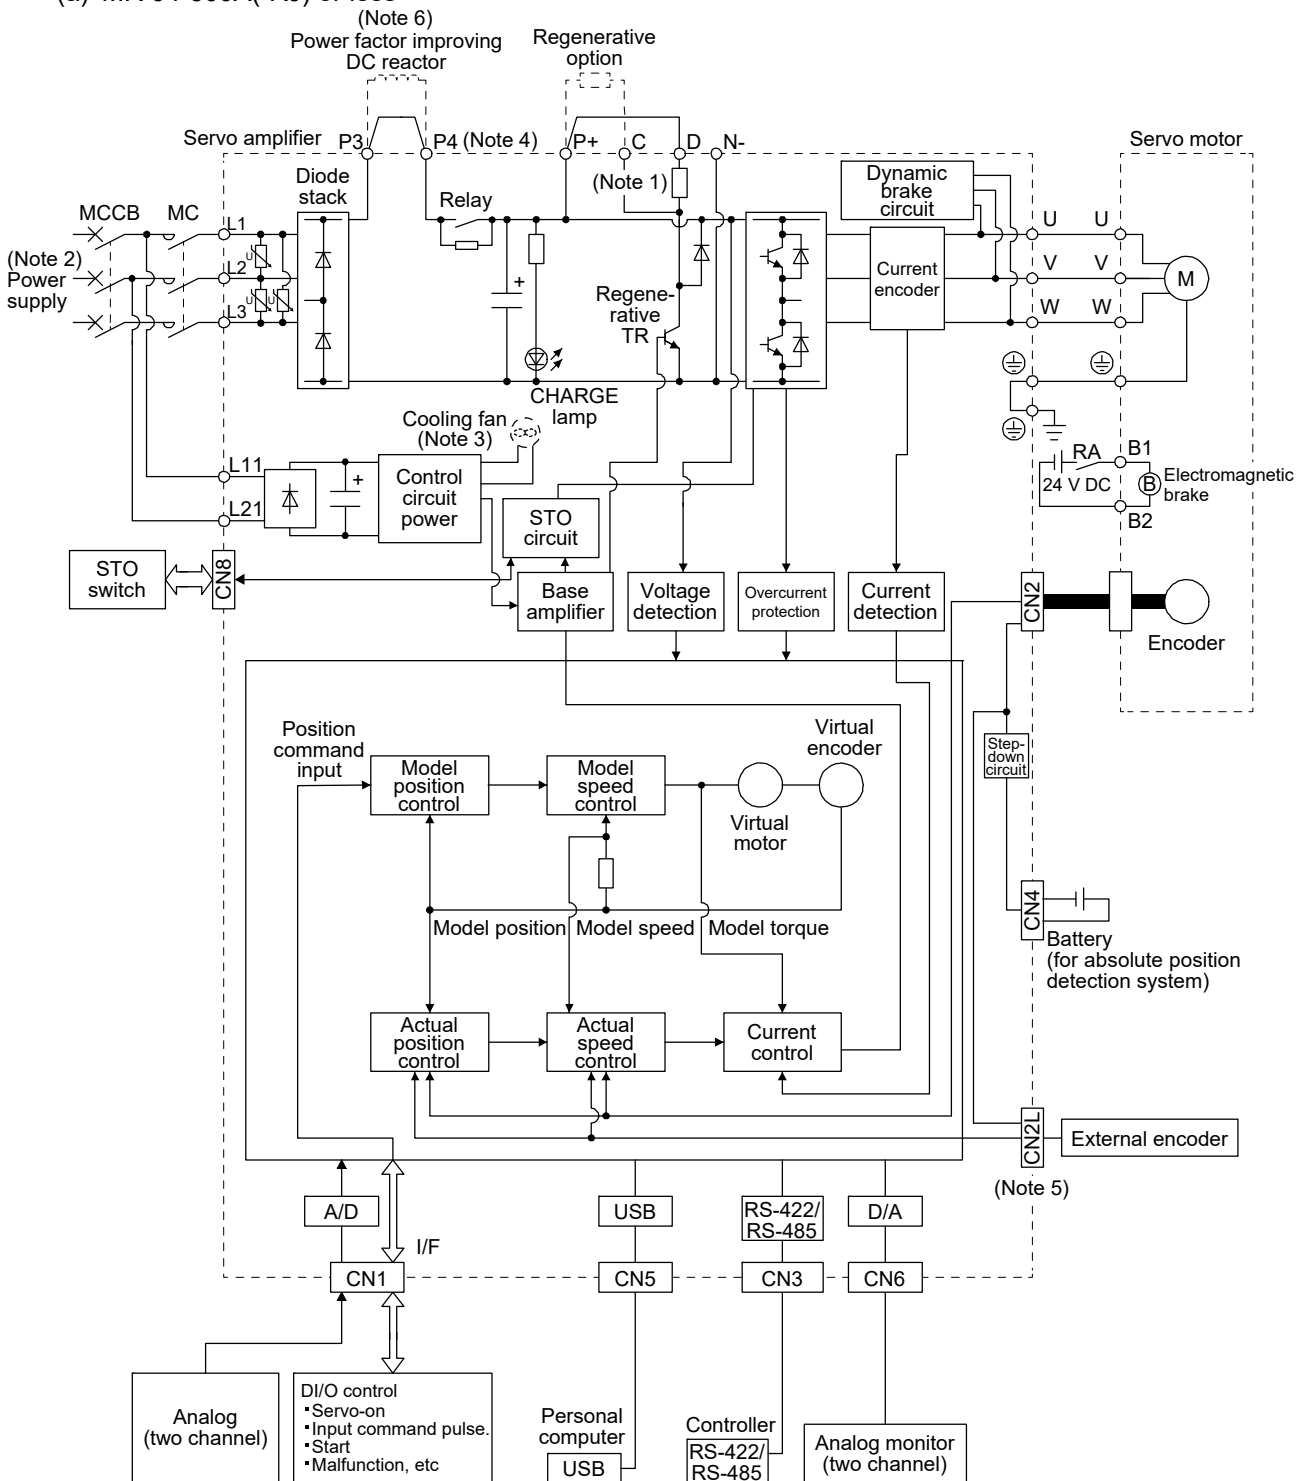 (Note 6)
Power factor improving
DC reactor
Regenerative
option
Servo amplifier
P3
P4
(Note 4)
P+
C
D
N-
Servo motor
Diode
stack
Relay
(Note 1)
Dynamic
brake
circuit
MCCB
MC
L1
L2
L3
U
U
U
(Note 2)
Power
supply
+
Regene-
rative
TR
Current
encoder
U
U
V
V
W
W
M
CHARGE
lamp
Cooling fan
(Note 3)
L11
L21
+
Control
circuit
power
STO
circuit
RA
24 V DC
B1
B
B2
Electromagnetic
brake
STO
switch
CN8
Base
amplifier
Voltage
detection
Overcurrent
protection
Current
detection
CN2
Encoder
Position
command
input
Model
position
control
Model
speed
control
Virtual
encoder
Virtual
motor
Step-
down
circuit
Model position
Model speed
Model torque
CN4
Battery
(for absolute position
detection system)
Actual
position
control
Actual
speed
control
Current
control
CN2L
External encoder
(Note 5)
A/D
I/F
USB
RS-422/
RS-485
D/A
CN1
CN5
CN3
CN6
Analog
(two channel)
DI/O control
▪Servo-on
▪Input command pulse.
▪Start
▪Malfunction, etc
Personal
computer
USB
Controller
RS-422/
RS-485
Analog monitor
(two channel)